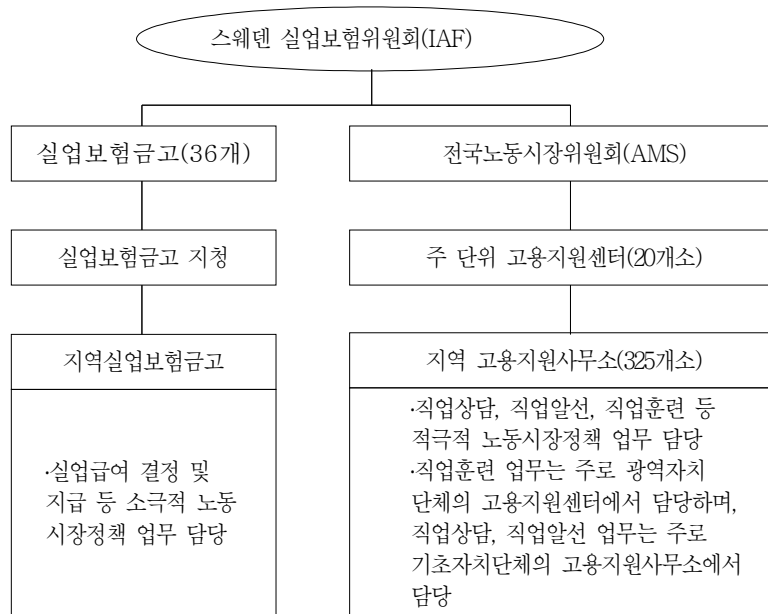 스웨덴 실업보험위원회(IAF)
실업보험금고(36개)
전국노동시장위원회(AMS)
실업보험금고 지청
주 단위 고용지원센터(20개소)
지역실업보험금고
·실업급여 결정 및
지급 등 소극적 노동
시장정책 업무 담당
지역 고용지원사무소(325개소)
·직업상담, 직업알선, 직업훈련 등
적극적 노동시장정책 업무 담당
·직업훈련 업무는 주로 광역자치
단체의 고용지원센터에서 담당하며,
직업상담, 직업알선 업무는 주로
기초자치단체의 고용지원사무소에서
담당